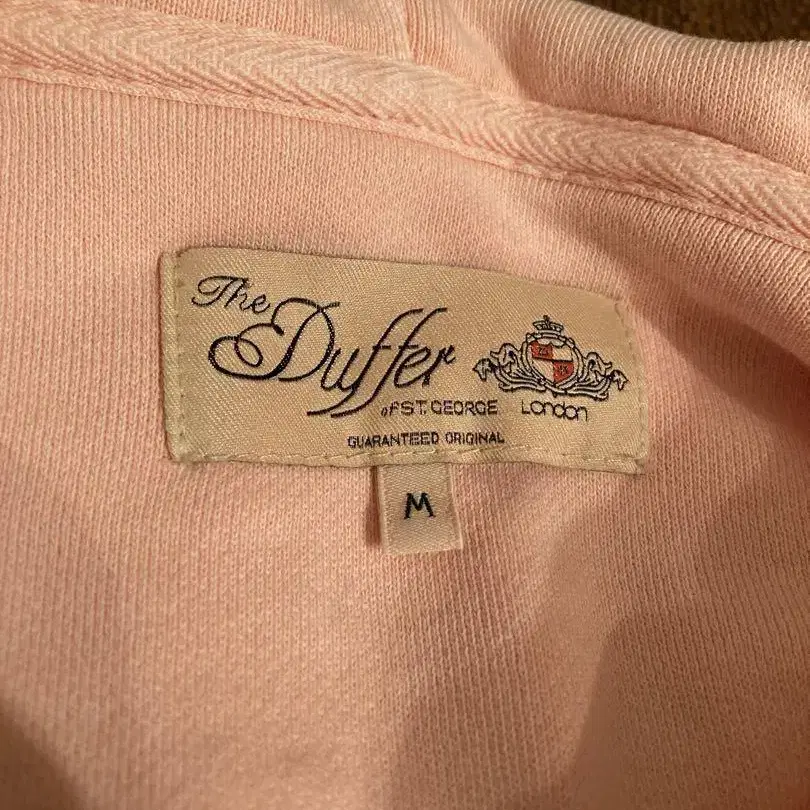 The
Duffer
of ST. GEORGE London
GUARANTEED ORIGINAL
M